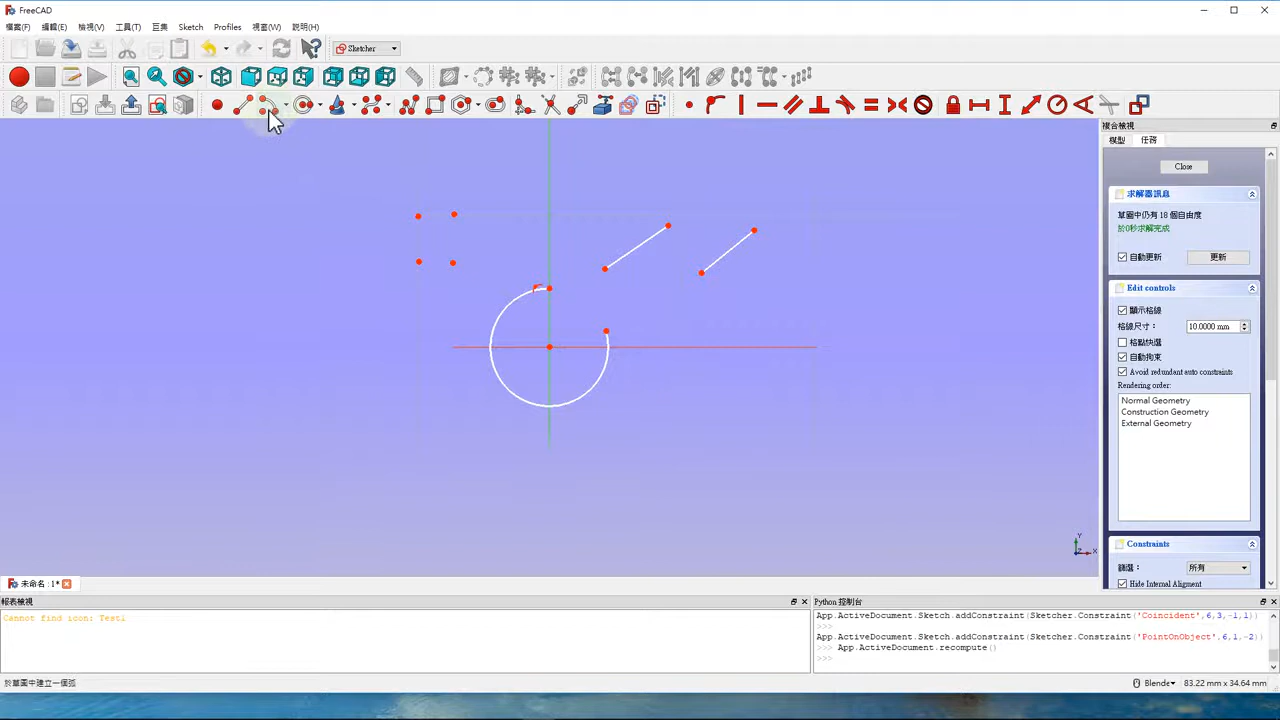 FreeCAD
檔案(F) 編輯(E) 檢視(V) 工具(T) 巨集 Sketch Profiles 視窗(W) 說明(H)
Sketcher
複合檢視
模型 任務
Close
求解器訊息
草圖中仍有 18 個自由度
於0秒求解完成
自動更新 更新
Edit controls
顯示格線
格線尺寸： 10.0000 mm
格點快選
自動拘束
Avoid redundant auto constraints
Rendering order:
Normal Geometry
Construction Geometry
External Geometry
Constraints
篩選： 所有
Hide Internal Alignment
Y
X
未命名 : 1*
報表檢視
Cannot find icon: Test1
Python 控制台
App.ActiveDocument.Sketch.addConstraint(Sketcher.Constraint('Coincident',6,3,-1,1))
>>>
App.ActiveDocument.Sketch.addConstraint(Sketcher.Constraint('PointOnObject',6,1,-2))
>>> App.ActiveDocument.recompute()
>>>
於草圖中建立一個弧
Blende
83.22 mm x 34.64 mm